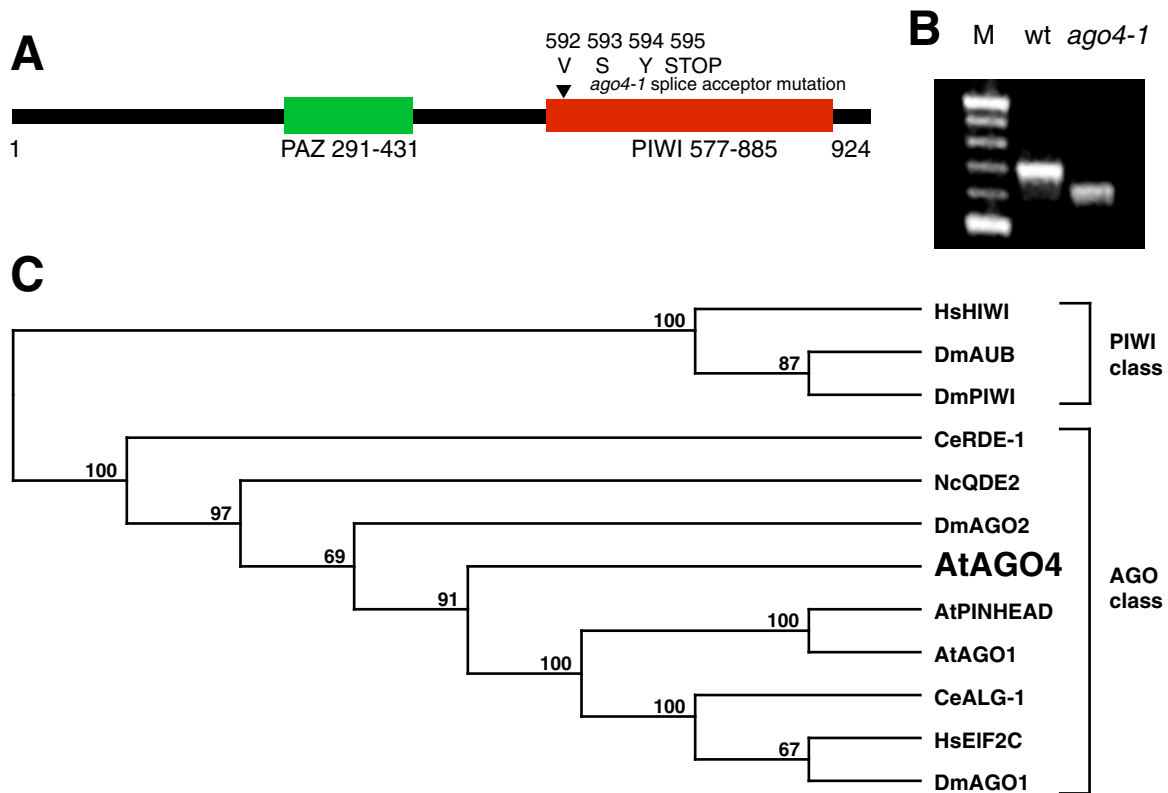 A
592 593 594 595
V S Y STOP
ago4-1 splice acceptor mutation
1
PAZ 291-431
PIWI 577-885
924
B
M wt ago4-1
C
100
HsHIWI
87
DmAUB
DmPIWI
PIWI
class
100
CeRDE-1
97
NcQDE2
69
DmAGO2
91
AtAGO4
100
AtPINHEAD
100
AtAGO1
100
CeALG-1
67
HsEIF2C
DmAGO1
AGO
class